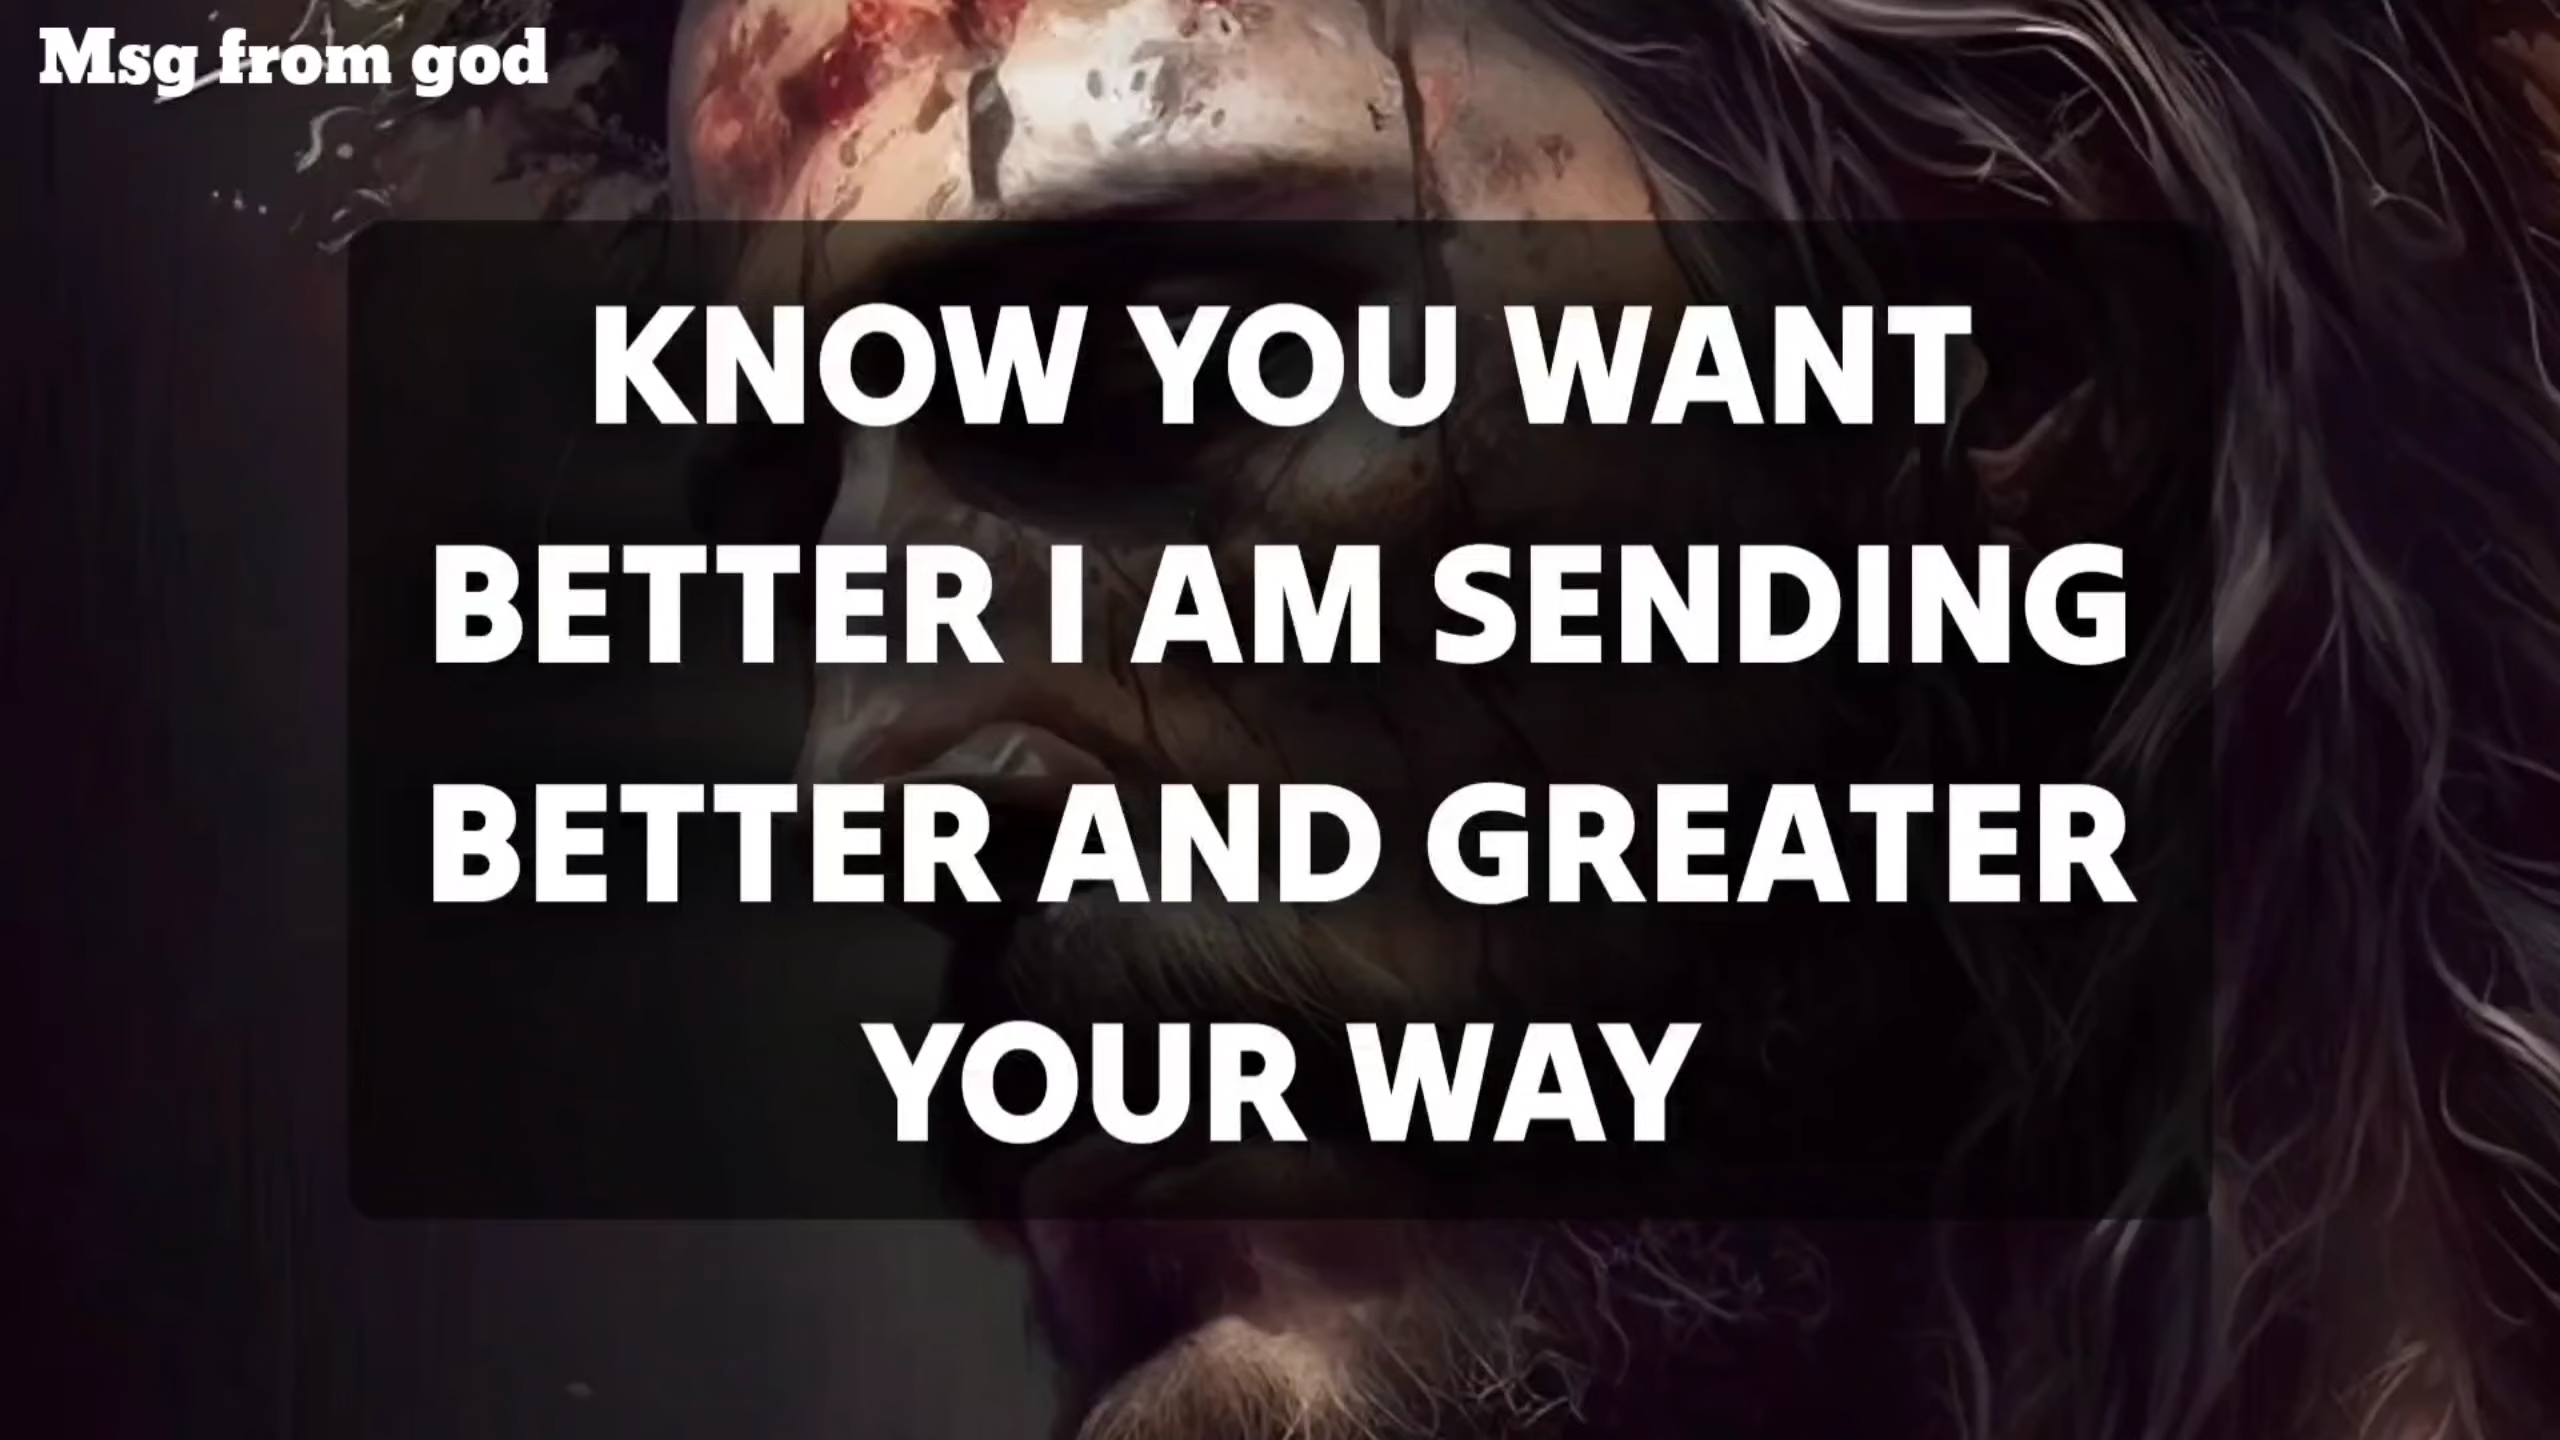 Msg from god
KNOW YOU WANT
BETTER I AM SENDING
BETTER AND GREATER
YOUR WAY